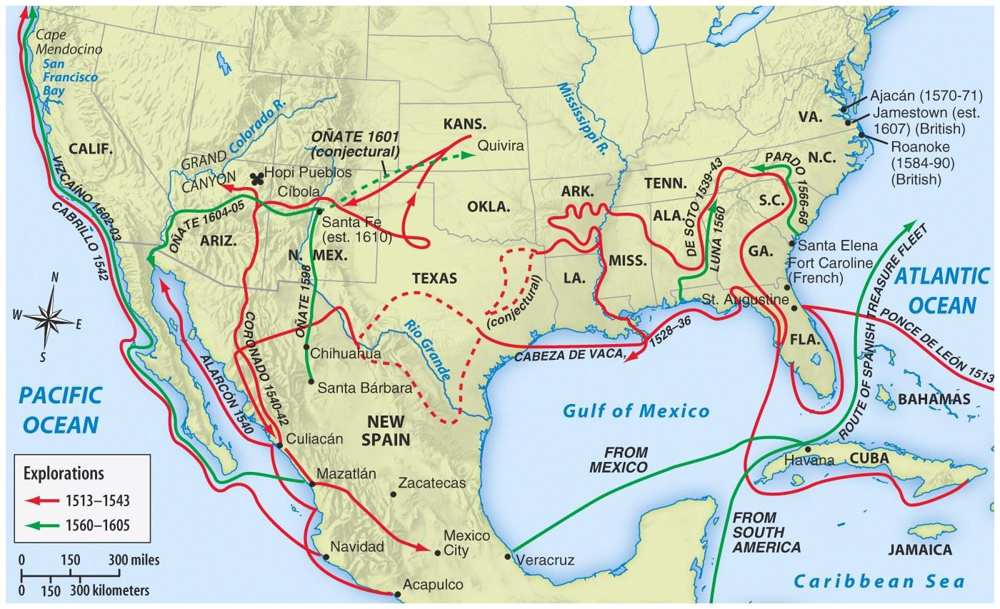 Cape
Mendocino
San
Francisco
Bay
CALIF.
VIZCAÍNO 1602-03
CABRILLO 1542
GRAND
CANYON
Colorado R.
Hopi Pueblos
Cíbola
OÑATE 1601
(conjectural)
KANS.
Quivira
OÑATE 1604-05
ARIZ.
Santa Fe
(est. 1610)
N. MEX.
OÑATE 1598
OKLA.
TEXAS
ARK.
LA.
MISS.
TENN.
ALA.
Mississippi R.
DE SOTO 1539-43
LUNA 1560
PARDO 1566-68
VA.
N.C.
S.C.
GA.
FLA.
Ajacán (1570-71)
Jamestown (est.
1607) (British)
Roanoke
(1584-90)
(British)
Santa Elena
Fort Caroline
(French)
St. Augustine
ATLANTIC
OCEAN
ROUTE OF SPANISH TREASURE FLEET
PONCE DE LEÓN 1513
BAHAMAS
(conjectural)
CABEZA DE VACA,
1528–36
Rio Grande
Chihuahua
Santa Bárbara
CORONADO 1540-42
ALARCÓN 1540
N
W
E
S
PACIFIC
OCEAN
NEW
SPAIN
Gulf of Mexico
Culiacán
Mazatlán
Zacatecas
Navidad
Mexico
City
Acapulco
Veracruz
FROM
MEXICO
FROM
SOUTH
AMERICA
Havana
CUBA
JAMAICA
Caribbean Sea
Explorations
1513–1543
1560–1605
0 150 300 miles
0 150 300 kilometers